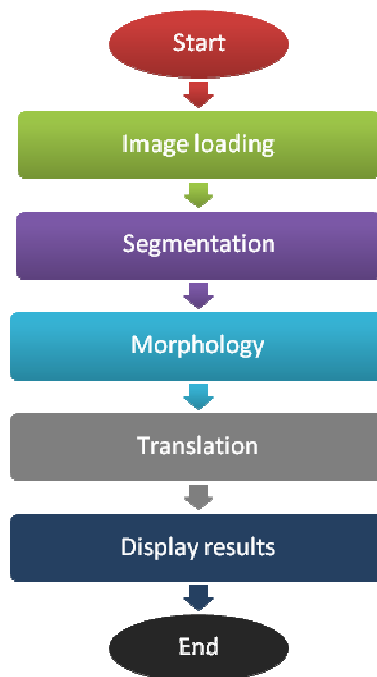 Start
Image loading
Segmentation
Morphology
Translation
Display results
End